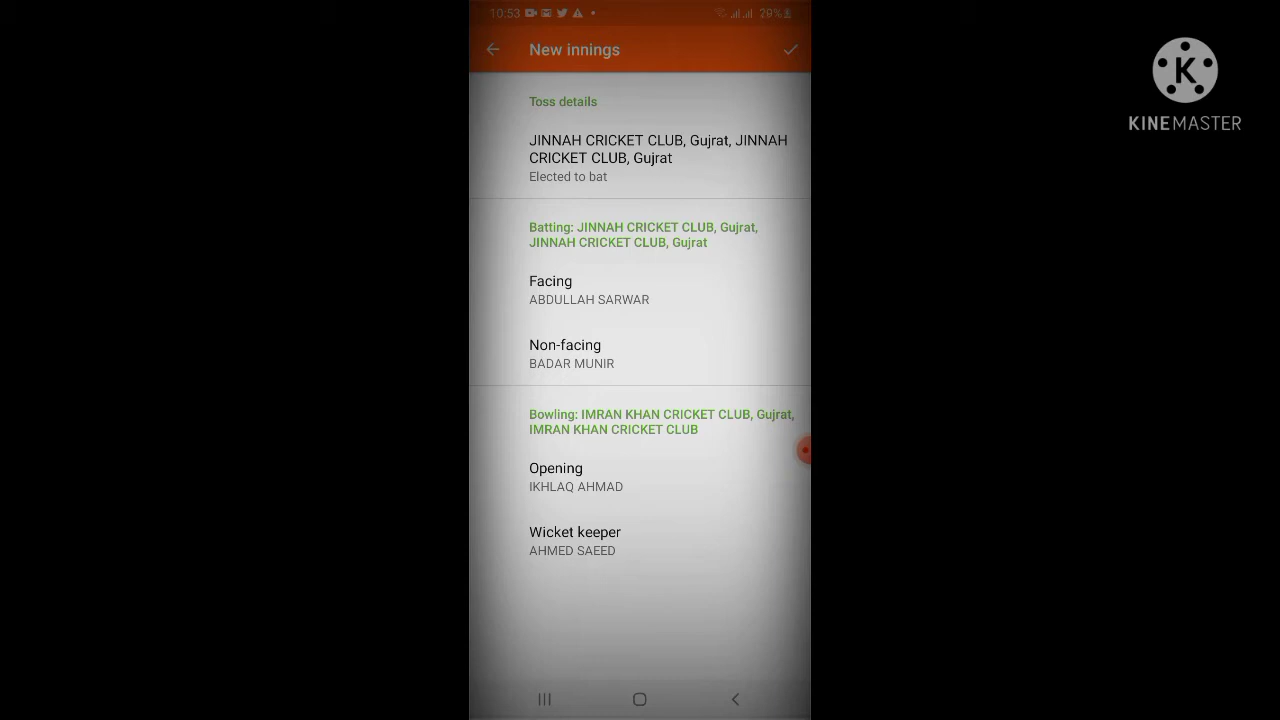 10:53
29%
New innings
Toss details
JINNAH CRICKET CLUB, Gujrat, JINNAH
CRICKET CLUB, Gujrat
Elected to bat
Batting: JINNAH CRICKET CLUB, Gujrat,
JINNAH CRICKET CLUB, Gujrat
Facing
ABDULLAH SARWAR
Non-facing
BADAR MUNIR
Bowling: IMRAN KHAN CRICKET CLUB, Gujrat,
IMRAN KHAN CRICKET CLUB
Opening
IKHLAQ AHMAD
Wicket keeper
AHMED SAEED
K
KINEMASTER